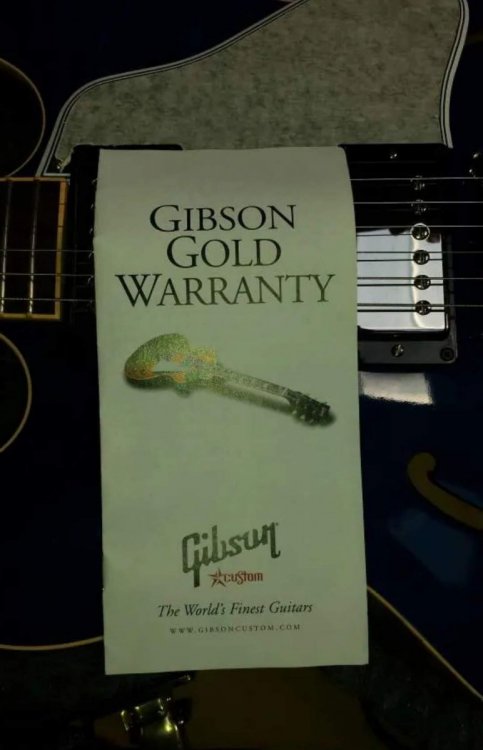 GIBSON
GOLD
WARRANTY
Gibson
CUSTOM
The World's Finest Guitars
WWW.GIBSONCUSTOM.COM